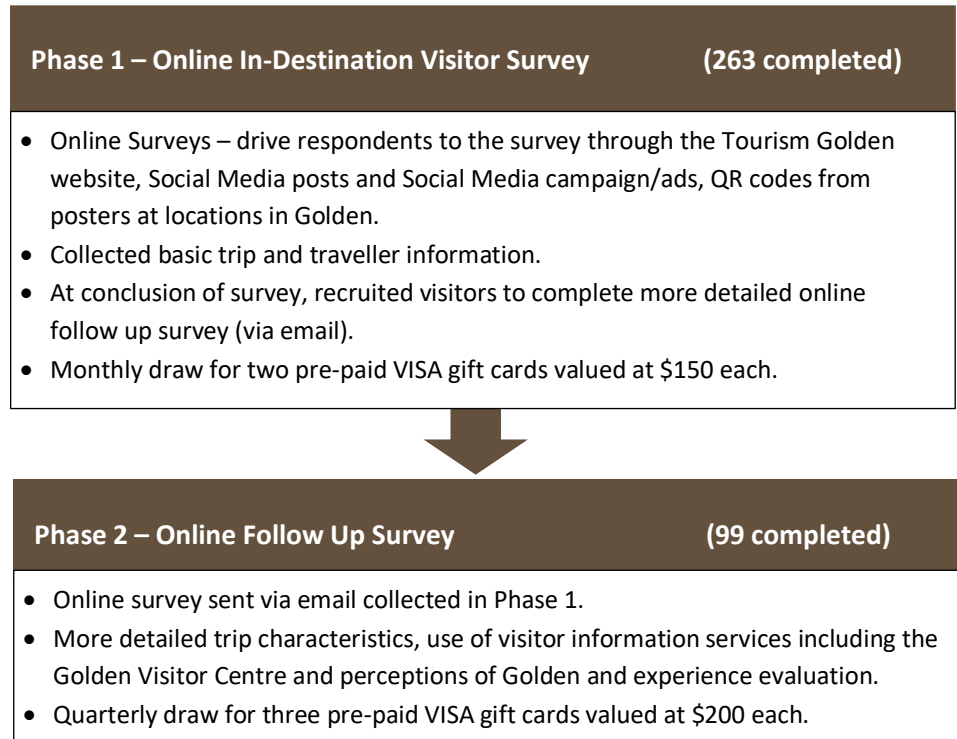 Phase 1 – Online In-Destination Visitor Survey (263 completed)
• Online Surveys – drive respondents to the survey through the Tourism Golden
website, Social Media posts and Social Media campaign/ads, QR codes from
posters at locations in Golden.
• Collected basic trip and traveller information.
• At conclusion of survey, recruited visitors to complete more detailed online
follow up survey (via email).
• Monthly draw for two pre-paid VISA gift cards valued at $150 each.
Phase 2 – Online Follow Up Survey (99 completed)
• Online survey sent via email collected in Phase 1.
• More detailed trip characteristics, use of visitor information services including the
Golden Visitor Centre and perceptions of Golden and experience evaluation.
• Quarterly draw for three pre-paid VISA gift cards valued at $200 each.